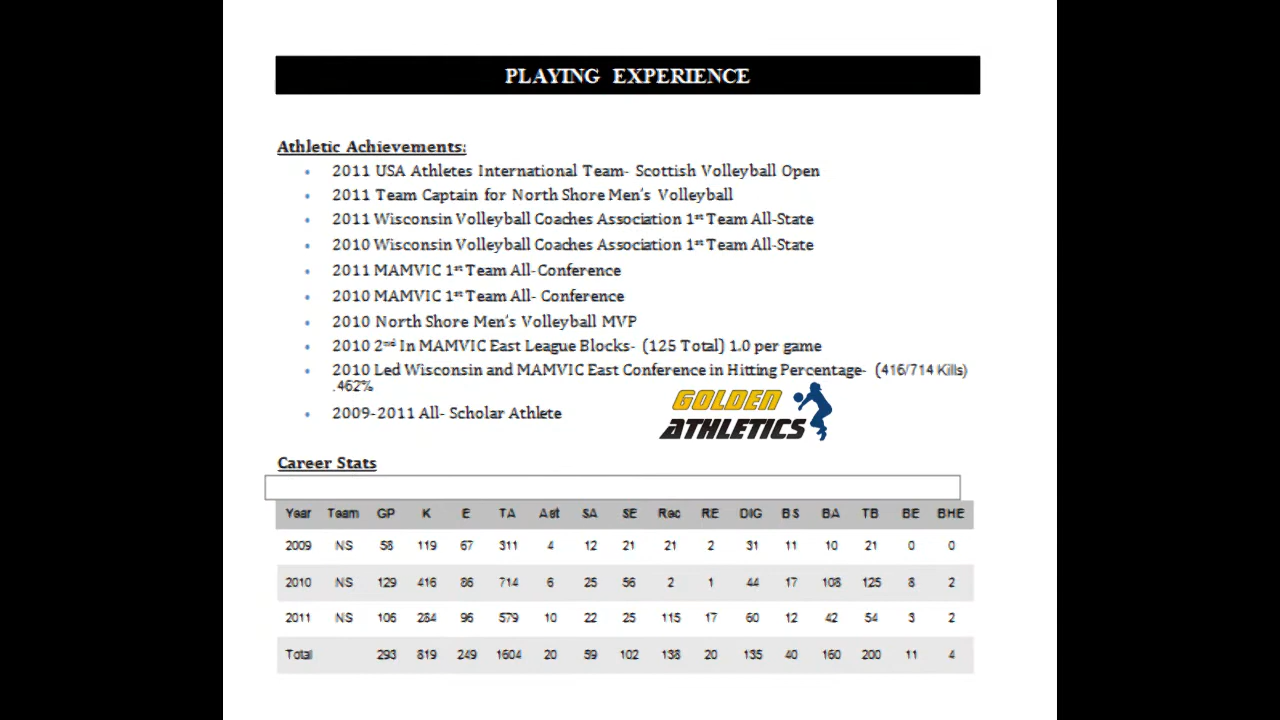 PLAYING EXPERIENCE
Athletic Achievements:
• 2011 USA Athletes International Team- Scottish Volleyball Open
• 2011 Team Captain for North Shore Men's Volleyball
• 2011 Wisconsin Volleyball Coaches Association 1st Team All-State
• 2010 Wisconsin Volleyball Coaches Association 1st Team All-State
• 2011 MAMVIC 1st Team All-Conference
• 2010 MAMVIC 1st Team All- Conference
• 2010 North Shore Men's Volleyball MVP
• 2010 2nd In MAMVIC East League Blocks- (125 Total) 1.0 per game
• 2010 Led Wisconsin and MAMVIC East Conference in Hitting Percentage- (416/714 Kills)
.462%
• 2009-2011 All- Scholar Athlete
GOLDEN
ATHLETICS
Career Stats
Year Team GP K E TA Ast SA SE Rec RE DIG BS BA TB BE BHE
2009 NS 58 119 67 311 4 12 21 21 2 31 11 10 21 0 0
2010 NS 129 416 86 714 6 25 56 2 1 44 17 108 125 8 2
2011 NS 106 284 96 579 10 22 25 115 17 60 12 42 54 3 2
Total 293 819 249 1604 20 59 102 138 20 135 40 160 200 11 4